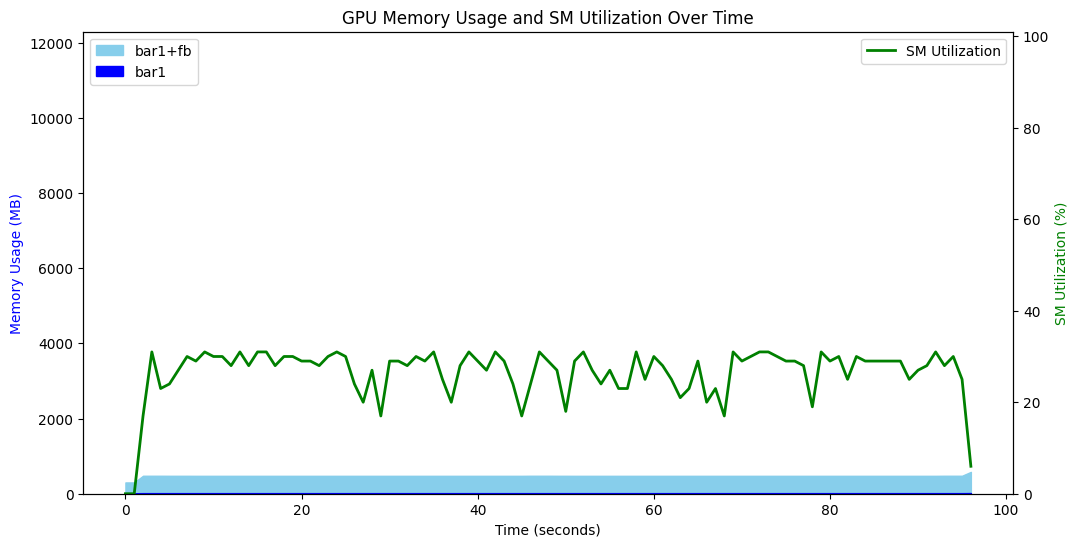 GPU Memory Usage and SM Utilization Over Time
bar1+fb
bar1
SM Utilization
Memory Usage (MB)
12000
10000
8000
6000
4000
2000
0
100
80
60
40
20
0
SM Utilization (%)
0 20 40 60 80 100
Time (seconds)